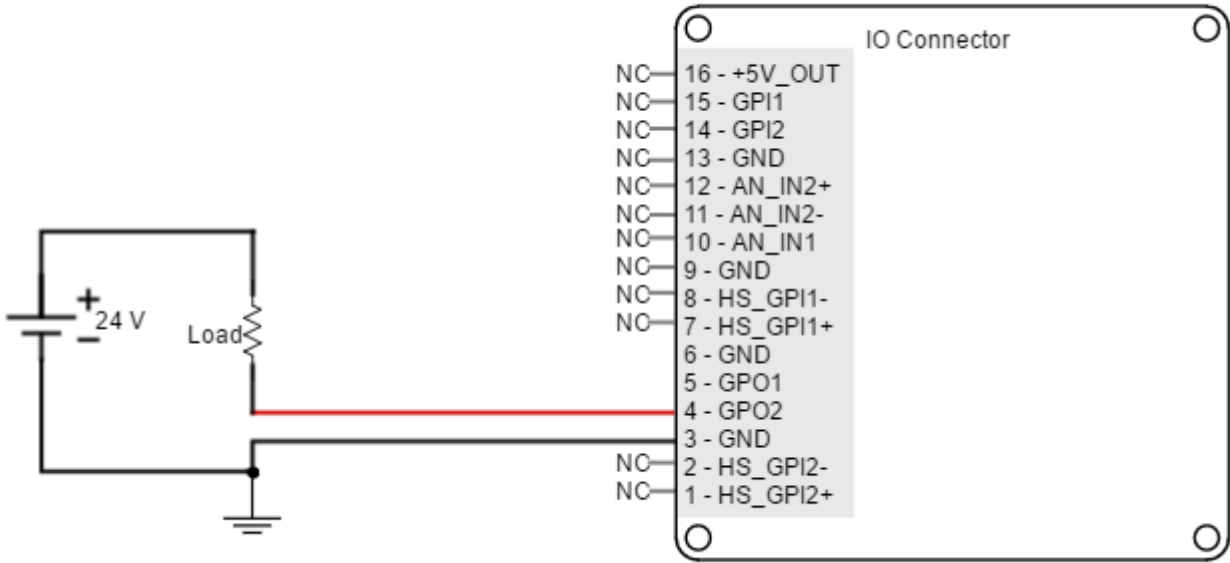 IO Connector
NC 16 - +5V_OUT
NC 15 - GPI1
NC 14 - GPI2
NC 13 - GND
NC 12 - AN_IN2+
NC 11 - AN_IN2-
NC 10 - AN_IN1
NC 9 - GND
NC 8 - HS_GPI1-
NC 7 - HS_GPI1+
6 - GND
5 - GPO1
4 - GPO2
3 - GND
NC 2 - HS_GPI2-
NC 1 - HS_GPI2+
+
24 V
−
Load